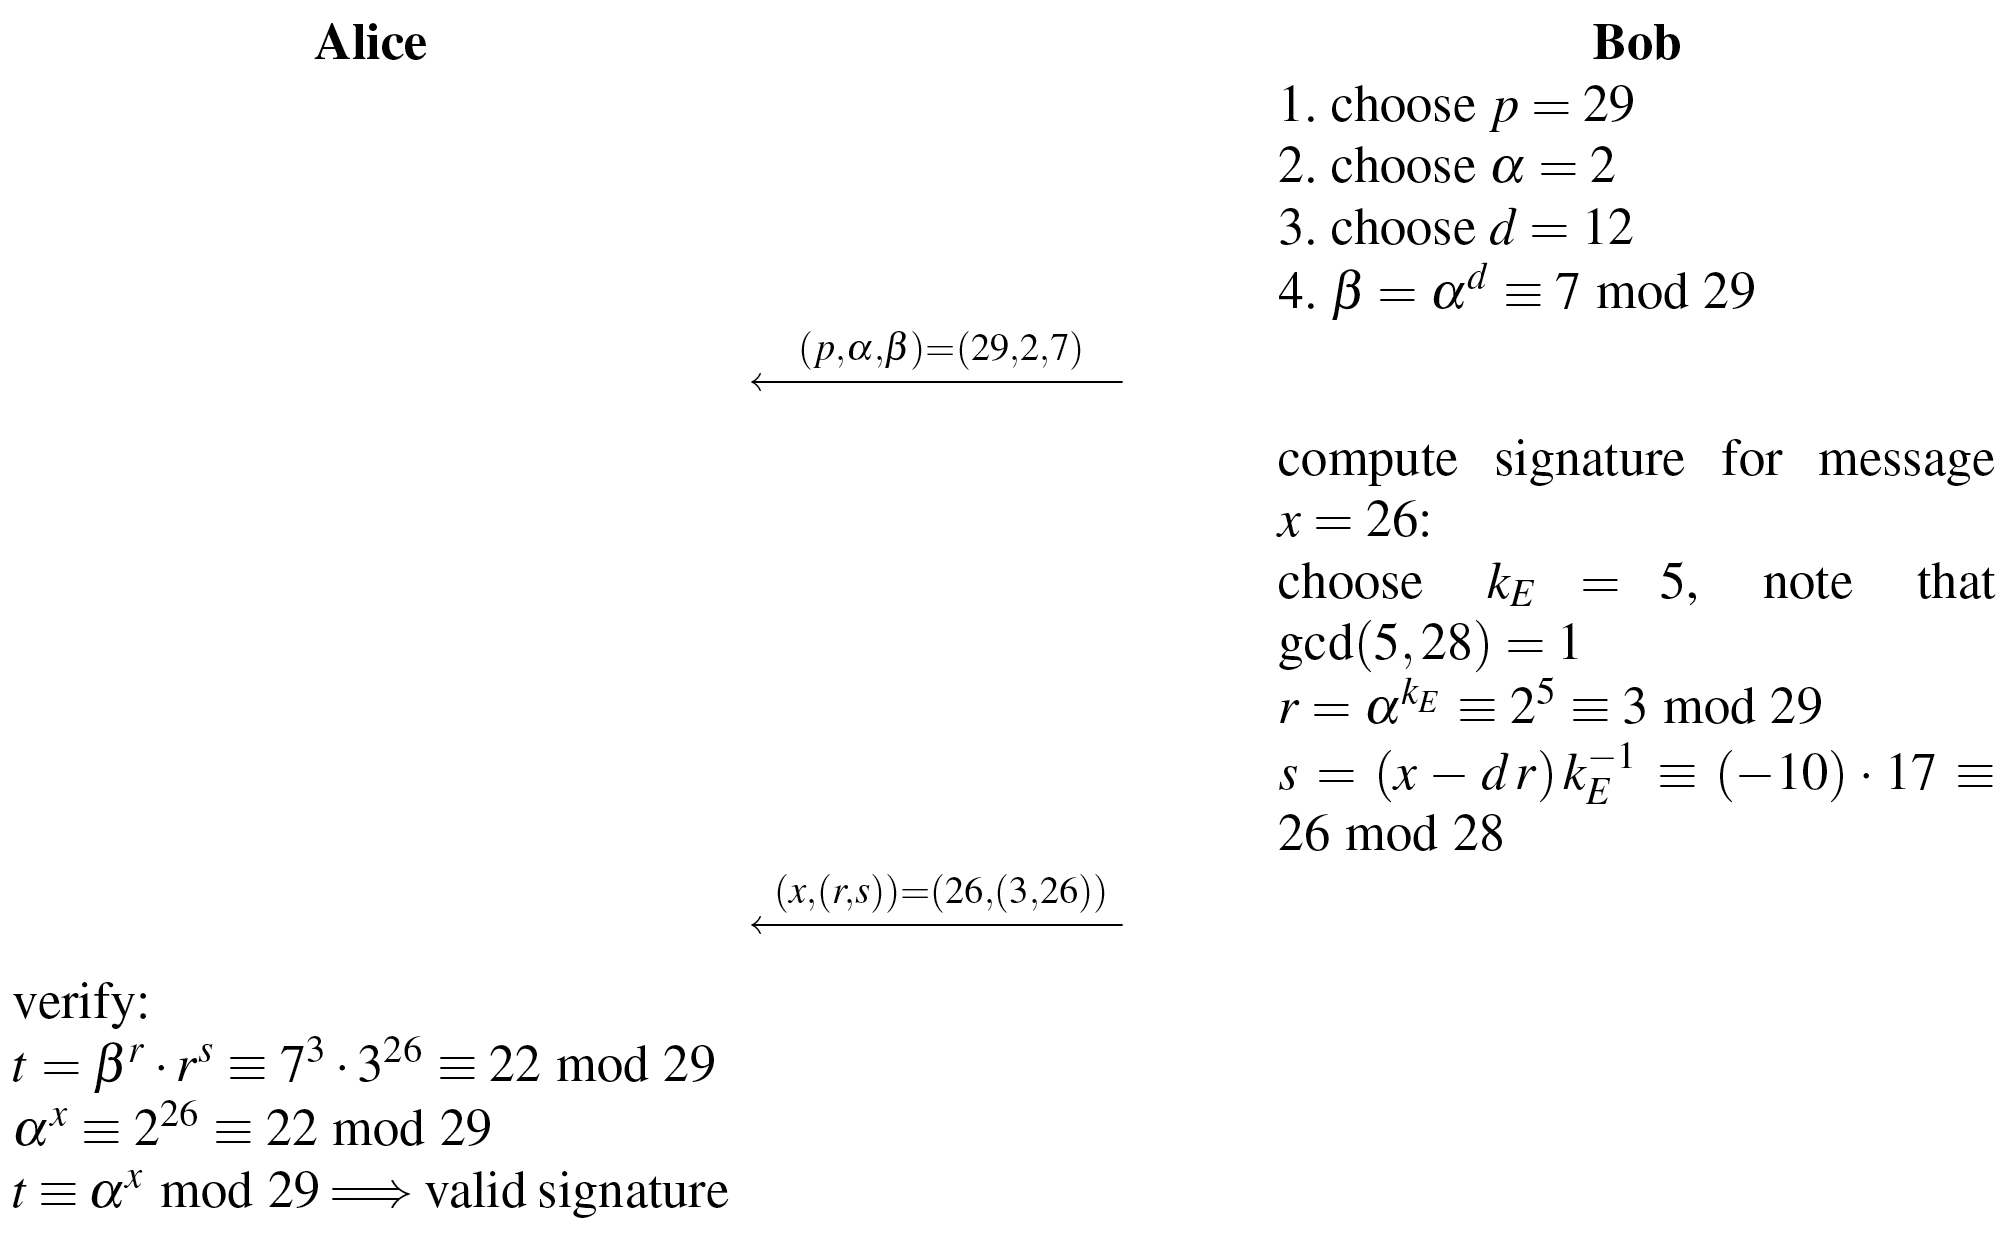 Alice Bob
1. choose p = 29
2. choose α = 2
3. choose d = 12
4. β = α^d ≡ 7 mod 29
(p,α,β)=(29,2,7)
compute signature for message
x = 26:
choose k_E = 5, note that
gcd(5,28) = 1
r = α^{k_E} ≡ 2^5 ≡ 3 mod 29
s = (x − d r) k_E^{−1} ≡ (−10) · 17 ≡
26 mod 28
(x,(r,s))=(26,(3,26))
verify:
t = β^r · r^s ≡ 7^3 · 3^{26} ≡ 22 mod 29
α^x ≡ 2^{26} ≡ 22 mod 29
t ≡ α^x mod 29 ⟹ valid signature